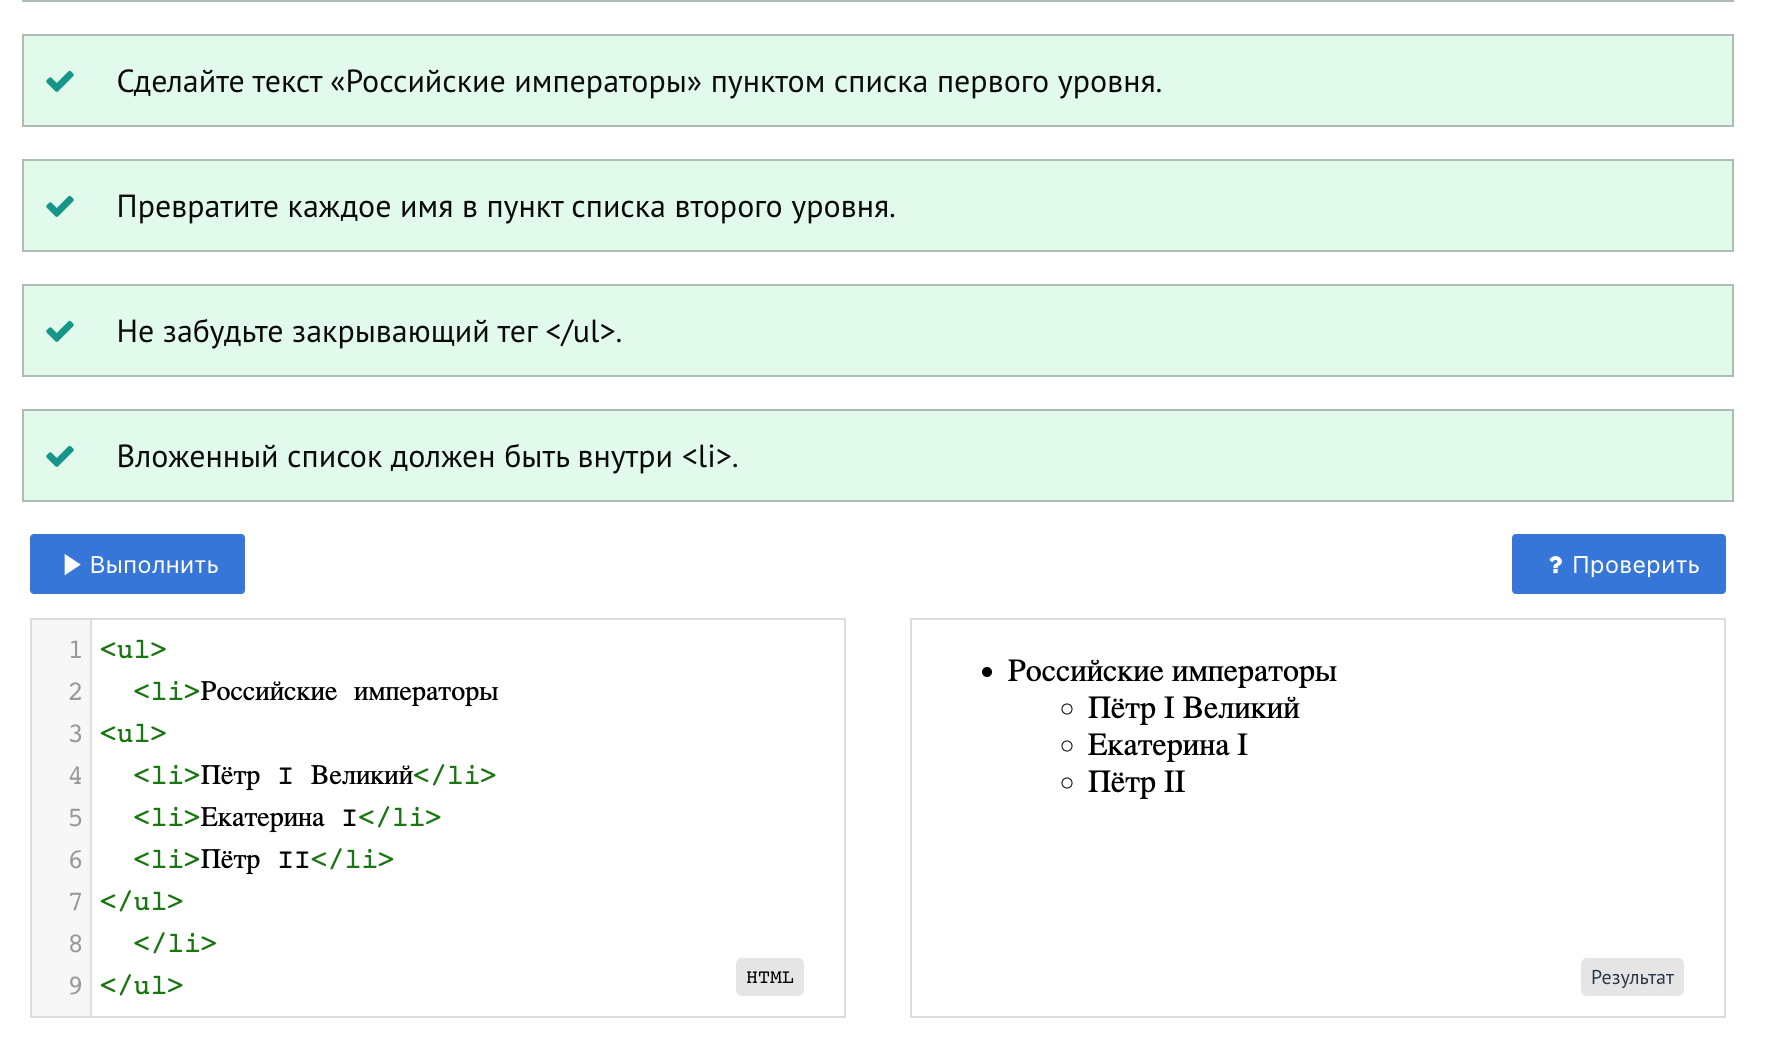 Сделайте текст «Российские императоры» пунктом списка первого уровня.
Превратите каждое имя в пункт списка второго уровня.
Не забудьте закрывающий тег </ul>.
Вложенный список должен быть внутри <li>.
Выполнить
? Проверить
1 <ul>
2   <li>Российские императоры
3 <ul>
4   <li>Пётр I Великий</li>
5   <li>Екатерина I</li>
6   <li>Пётр II</li>
7 </ul>
8   </li>
9 </ul>
HTML
• Российские императоры
◦ Пётр I Великий
◦ Екатерина I
◦ Пётр II
Результат